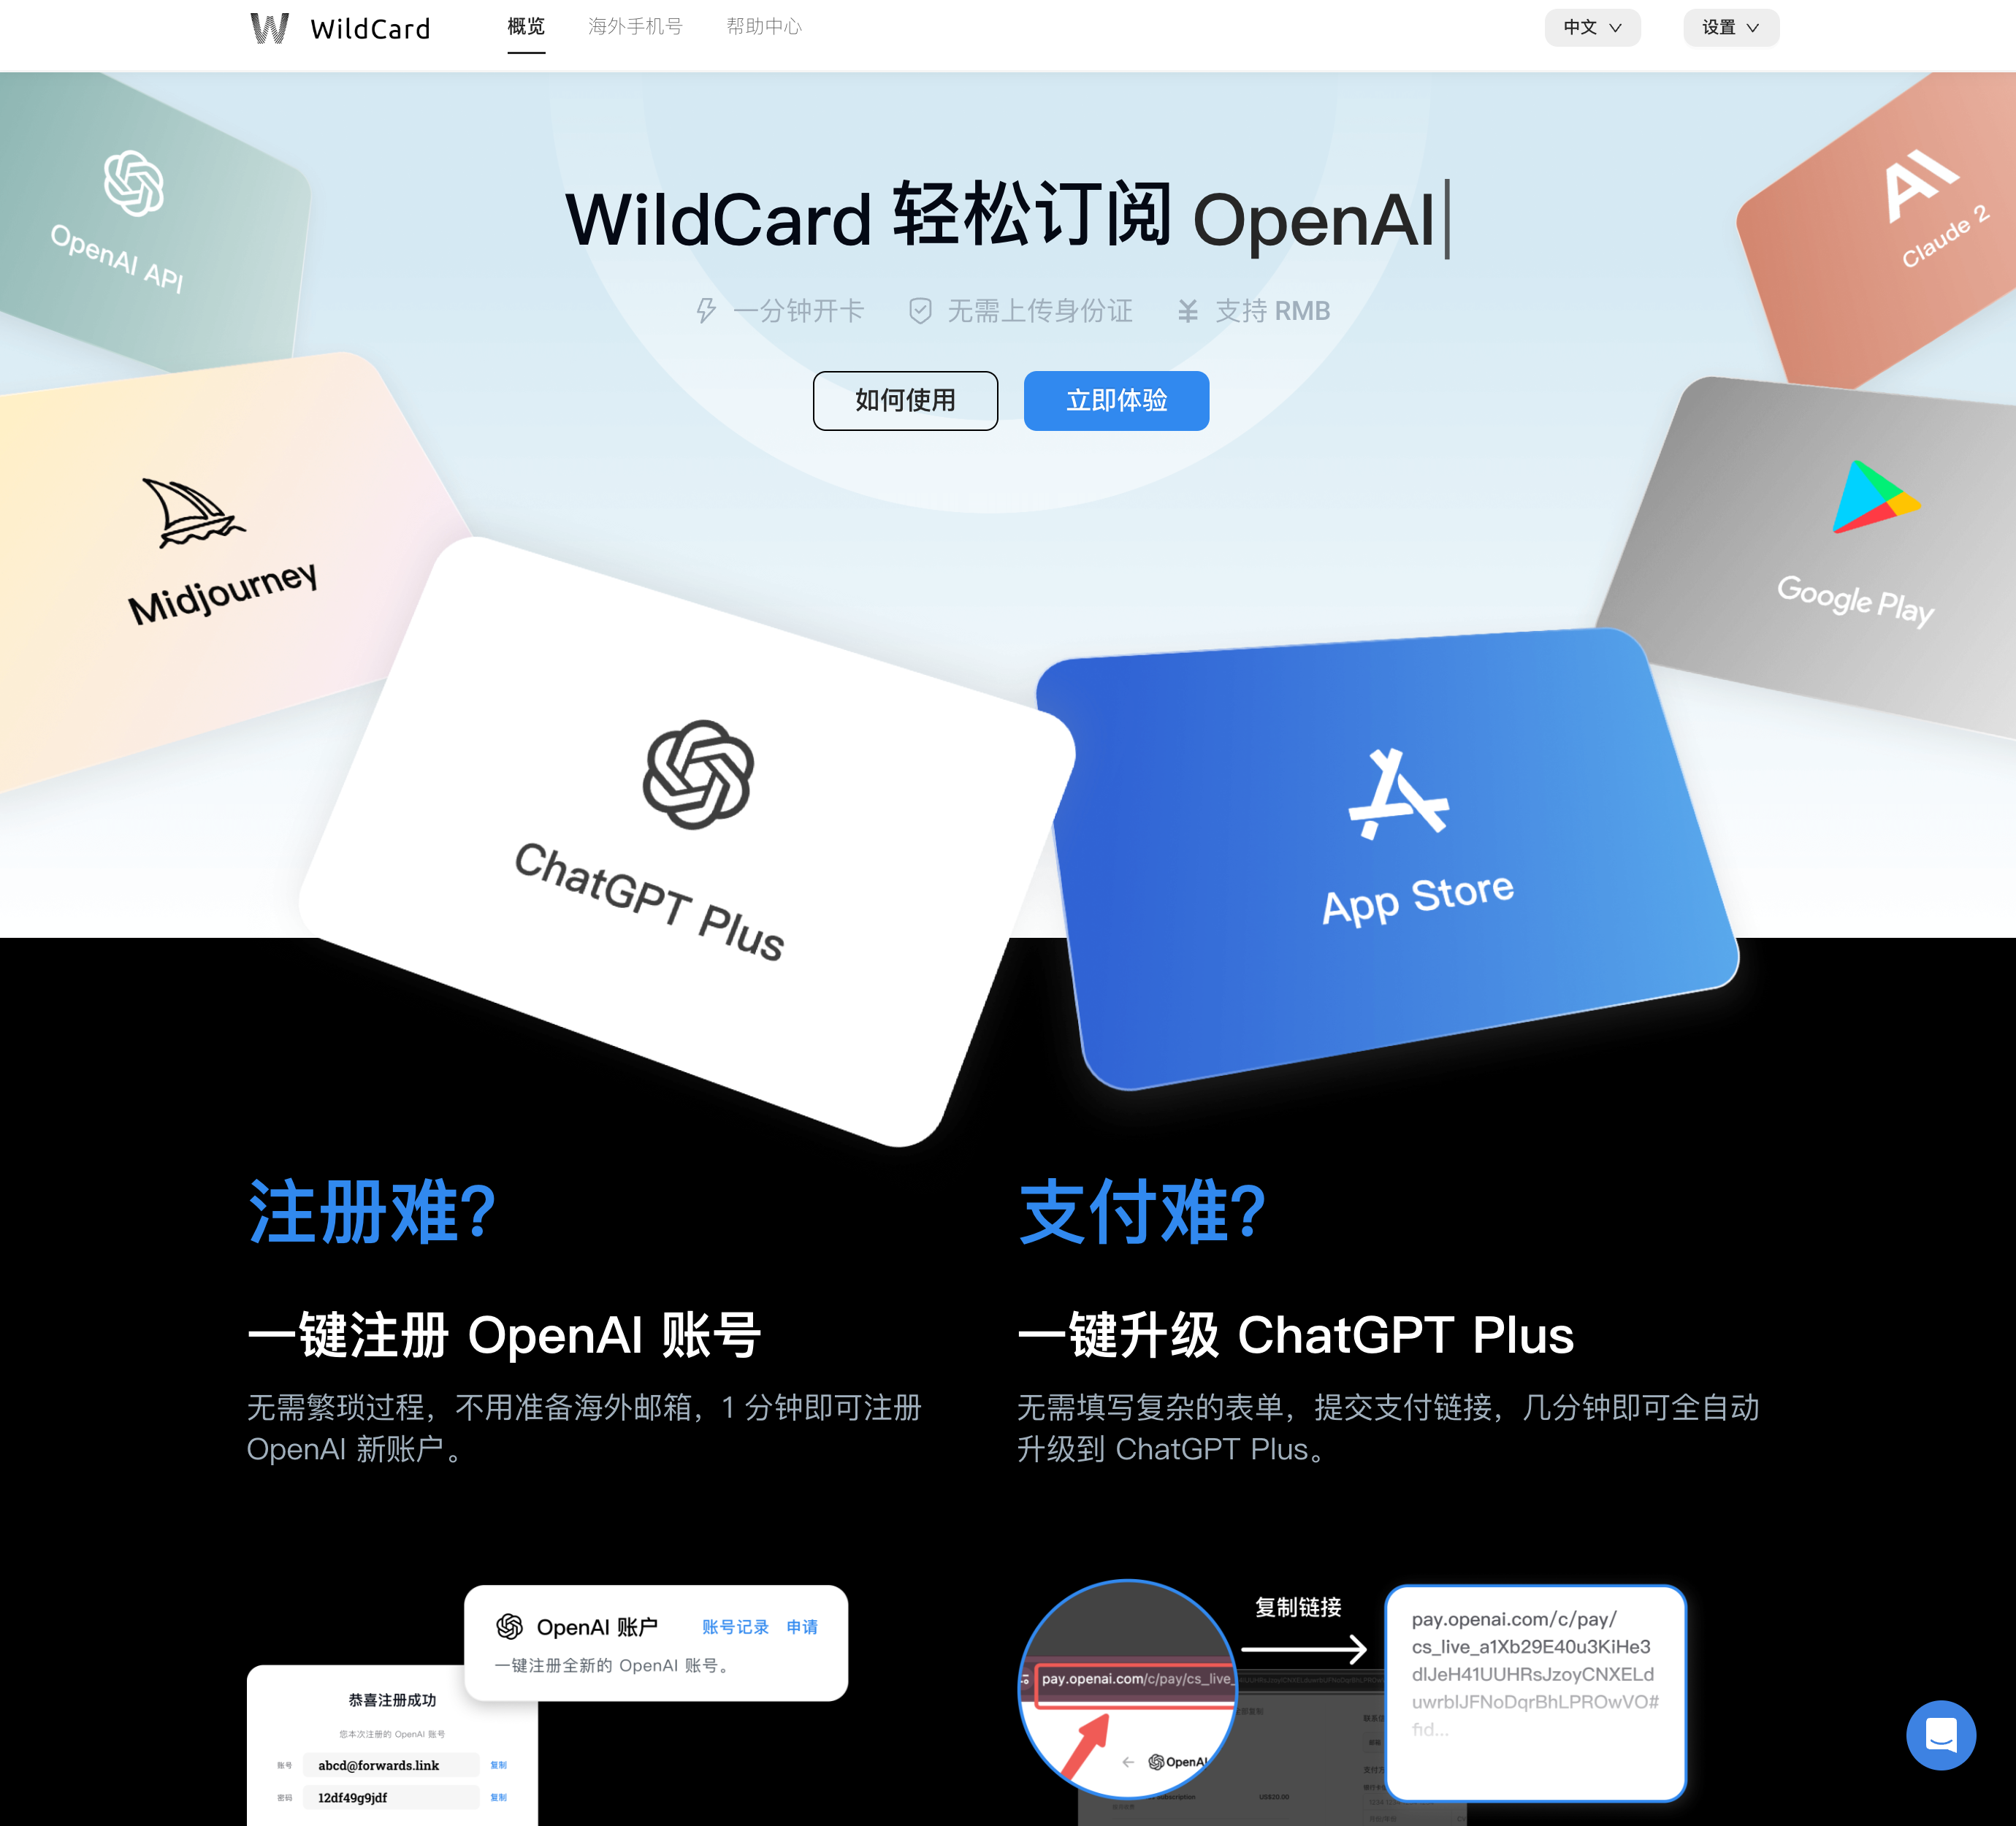 WildCard
概览
海外手机号
帮助中心
中文
设置
OpenAI API
Claude 2
WildCard 轻松订阅 OpenAI
一分钟开卡
无需上传身份证
支持 RMB
如何使用
立即体验
Midjourney
Google Play
ChatGPT Plus
App Store
注册难?
一键注册 OpenAI 账号
无需繁琐过程，不用准备海外邮箱，1 分钟即可注册
OpenAI 新账户。
支付难?
一键升级 ChatGPT Plus
无需填写复杂的表单，提交支付链接，几分钟即可全自动
升级到 ChatGPT Plus。
OpenAI 账户
账号记录
申请
一键注册全新的 OpenAI 账号。
恭喜注册成功
您本次注册的 OpenAI 账号
账号
abcd@forwards.link
复制
密码
12df49g9jdf
复制
pay.openai.com/c/pay/cs_live_
OpenAI
复制链接
pay.openai.com/c/pay/
cs_live_a1Xb29E40u3KiHe3
dlJeH41UUHRsJzoyCNXELd
uwrblJFNoDqrBhLPROwVO#
fid...
US$20.00